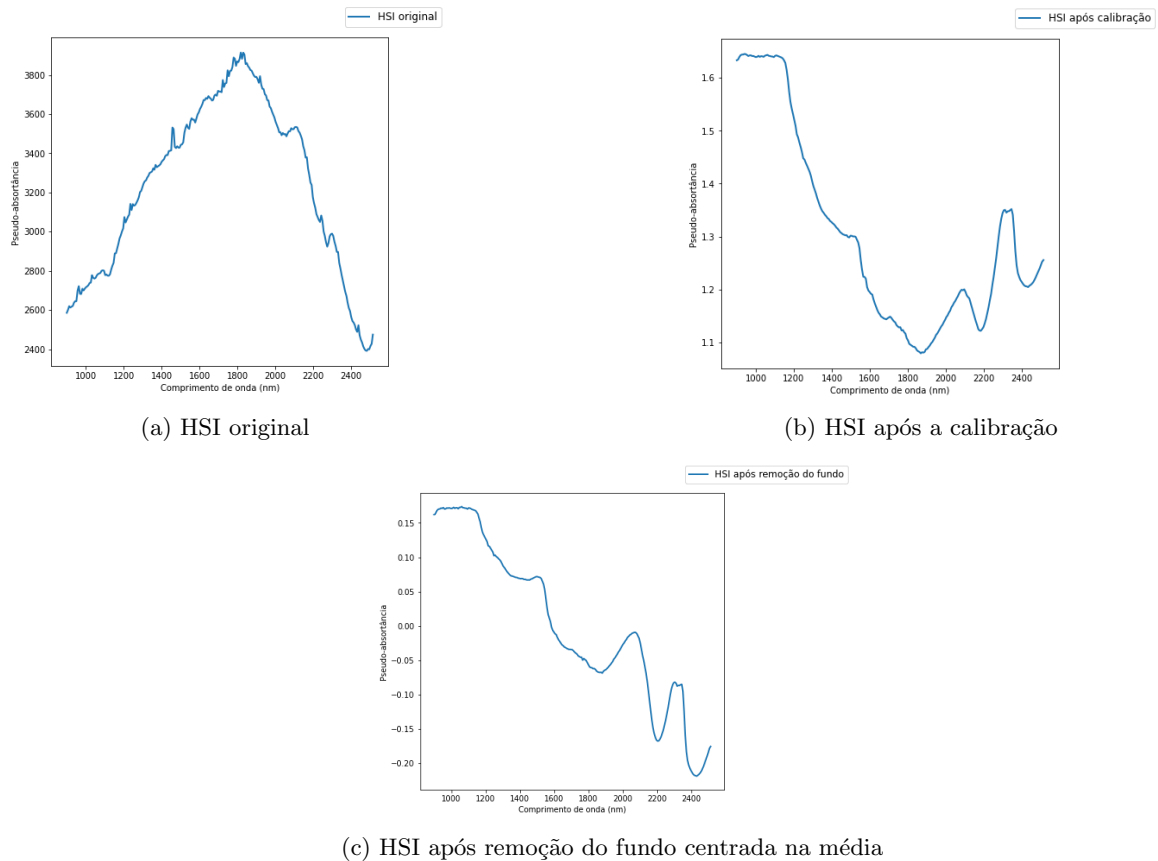 HSI original
Pseudo-absortância
3800
3600
3400
3200
3000
2800
2600
2400
1000 1200 1400 1600 1800 2000 2200 2400
Comprimento de onda (nm)
(a) HSI original
HSI após calibração
Pseudo-absortância
1.6
1.5
1.4
1.3
1.2
1.1
1000 1200 1400 1600 1800 2000 2200 2400
Comprimento de onda (nm)
(b) HSI após a calibração
HSI após remoção do fundo
Pseudo-absortância
0.15
0.10
0.05
0.00
−0.05
−0.10
−0.15
−0.20
1000 1200 1400 1600 1800 2000 2200 2400
Comprimento de onda (nm)
(c) HSI após remoção do fundo centrada na média